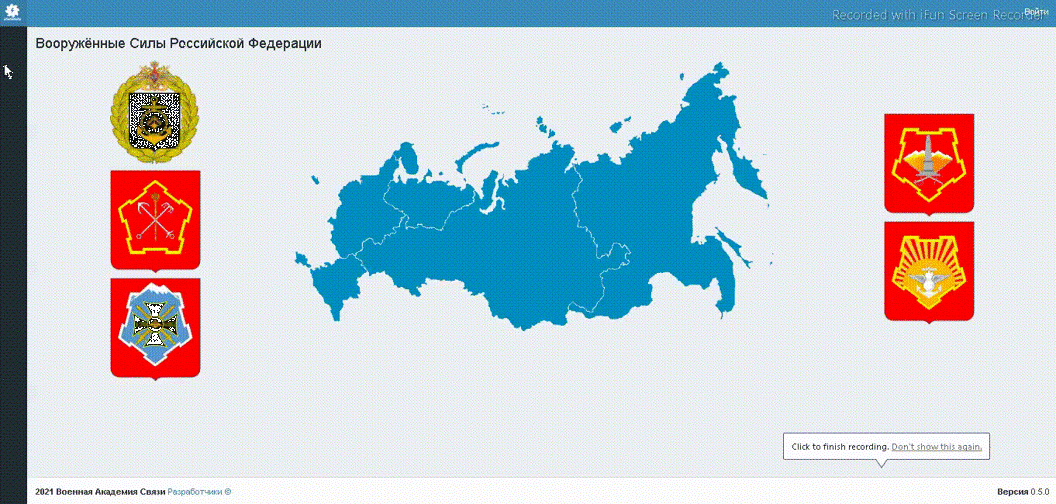 Войти
Recorded with iFun Screen Recorder
Вооружённые Силы Российской Федерации
Click to finish recording. Don't show this again.
2021 Военная Академия Связи Разработчики ©
Версия 0.5.0